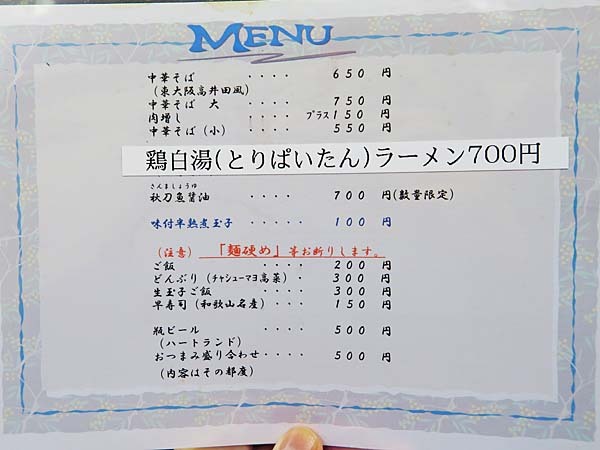 MENU
中華そば ・・・・ 650 円
(東大阪高井田風)
中華そば 大 ・・・・ 750 円
肉増し ・・・・ プラス150 円
中華そば(小) ・・・・ 550 円
鶏白湯(とりぱいたん)ラーメン700円
さんましょうゆ
秋刀魚醤油 ・・・・ 700 円(数量限定)
味付半熟煮玉子 ・・・・・ 100 円
(注意) 「麺硬め」等お断りします。
ご飯 ・・・・ 200 円
どんぶり(チャシューマヨ高菜)・ 300 円
生玉子ご飯 ・・・・ 300 円
早寿司(和歌山名産)・・・ 150 円
瓶ビール ・・・・ 500 円
(ハートランド)
おつまみ盛り合わせ・・・・ 500 円
(内容はその都度)